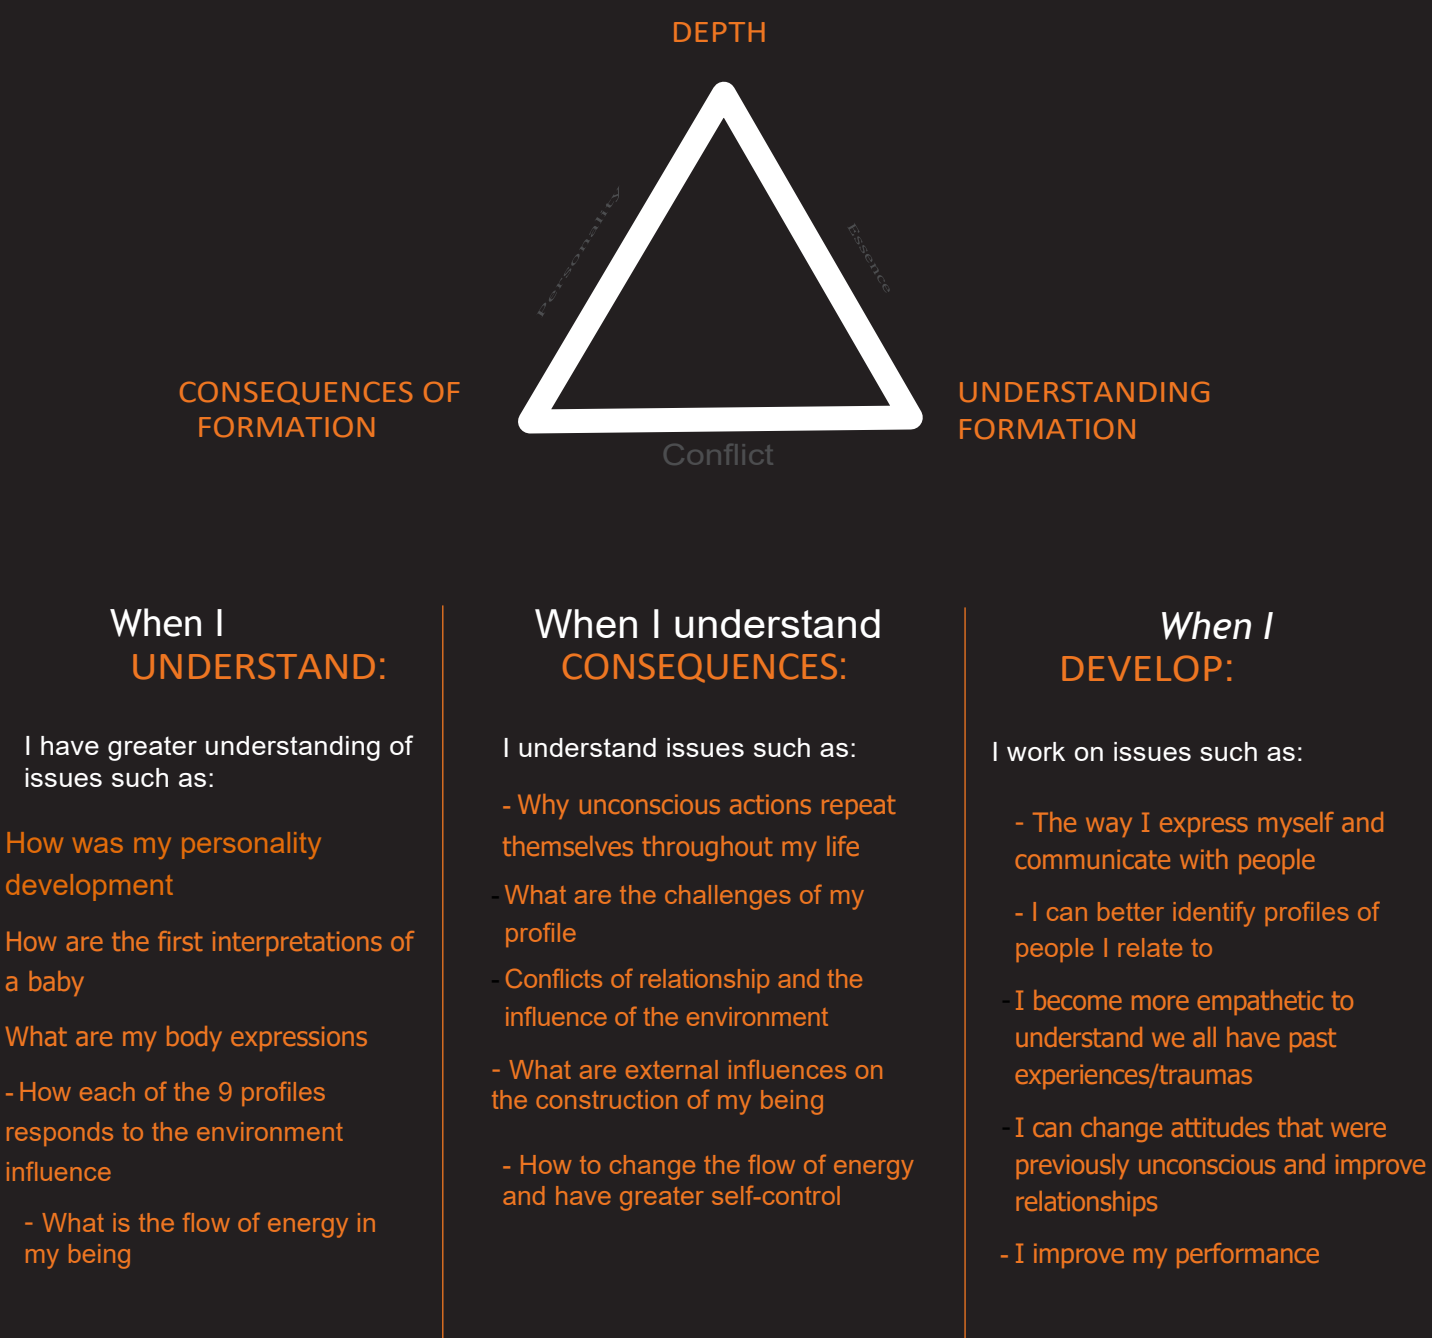 DEPTH
Personality
Essence
CONSEQUENCES OF
FORMATION
UNDERSTANDING
FORMATION
Conflict
When I
UNDERSTAND:
I have greater understanding of
issues such as:
How was my personality
development
How are the first interpretations of
a baby
What are my body expressions
- How each of the 9 profiles
responds to the environment
influence
- What is the flow of energy in
my being
When I understand
CONSEQUENCES:
I understand issues such as:
- Why unconscious actions repeat
themselves throughout my life
- What are the challenges of my
profile
- Conflicts of relationship and the
influence of the environment
- What are external influences on
the construction of my being
- How to change the flow of energy
and have greater self-control
When I
DEVELOP:
I work on issues such as:
- The way I express myself and
communicate with people
- I can better identify profiles of
people I relate to
- I become more empathetic to
understand we all have past
experiences/traumas
- I can change attitudes that were
previously unconscious and improve
relationships
- I improve my performance